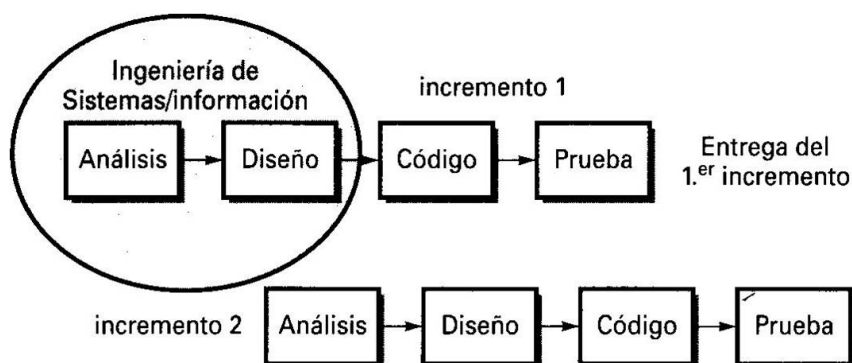 Ingeniería de
Sistemas/información
incremento 1
Análisis
Diseño
Código
Prueba
Entrega del
1.er incremento
incremento 2
Análisis
Diseño
Código
Prueba